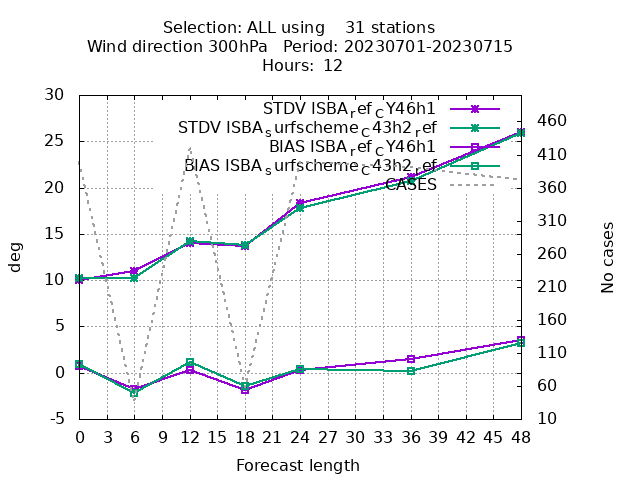 Selection: ALL using 31 stations
Wind direction 300hPa Period: 20230701-20230715
Hours: 12
30
25
20
15
10
5
0
-5
deg
STDV ISBA_ref_CY46h1
STDV ISBA_surfscheme_C43h2_ref
BIAS ISBA_ref_CY46h1
BIAS ISBA_surfscheme_C43h2_ref
CASES
460
410
360
310
260
210
160
110
60
10
No cases
0 3 6 9 12 15 18 21 24 27 30 33 36 39 42 45 48
Forecast length